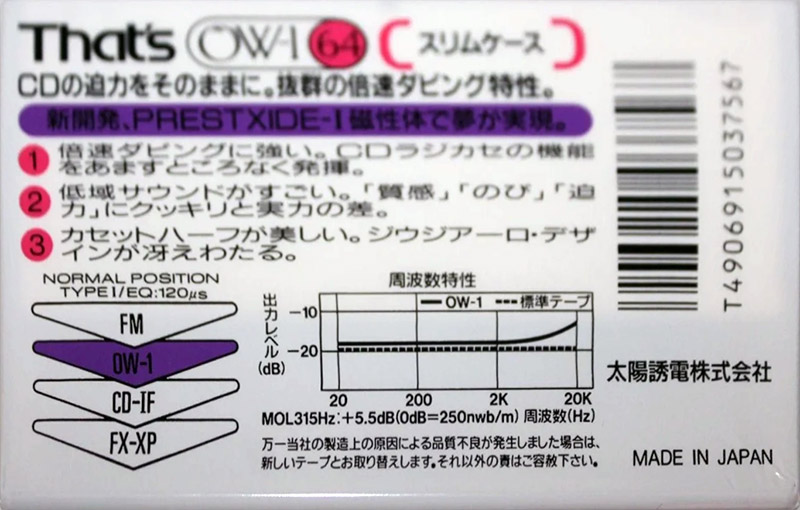 That's OW-I 64 スリムケース
CDの迫力をそのままに。抜群の倍速ダビング特性。
新開発、PRESTXIDE-I磁性体で夢が実現。
1 倍速ダビングに強い。CDラジカセの機能
をあますところなく発揮。
2 低域サウンドがすごい。「質感」「のび」「迫
力」にクッキリと実力の差。
3 カセットハーフが美しい。ジウジアーロ・デザ
インが冴えわたる。
NORMAL POSITION
TYPE I/EQ:120μs
FM
OW-1
CD-IF
FX-XP
周波数特性
出力レベル(dB)
OW-1 標準テープ
-10
-20
20 200 2K 20K
MOL315Hz:+5.5dB(0dB=250nwb/m) 周波数(Hz)
万一当社の製造上の原因による品質不良が発生しました場合は、
新しいテープとお取り替えします。それ以外の責はご容赦下さい。
T4906915037567
太陽誘電株式会社
MADE IN JAPAN